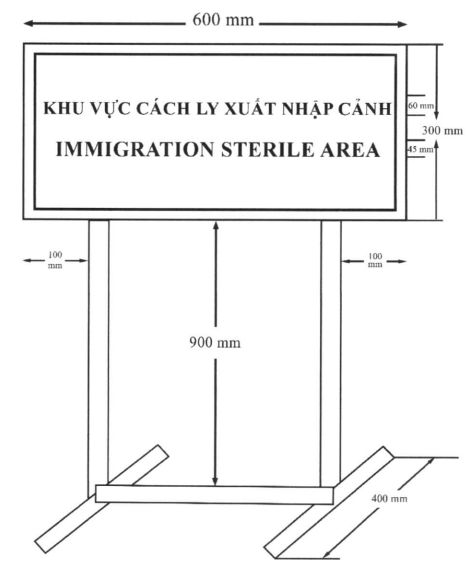 600 mm
KHU VỰC CÁCH LY XUẤT NHẬP CẢNH
60 mm
300 mm
IMMIGRATION STERILE AREA
45 mm
100
mm
100
mm
900 mm
400 mm